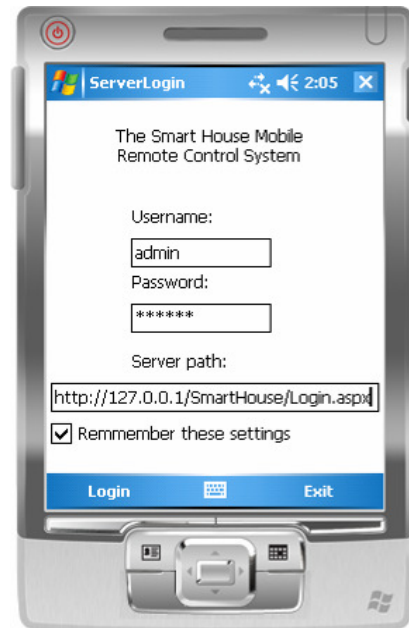 ServerLogin 2:05
The Smart House Mobile
Remote Control System
Username:
admin
Password:
******
Server path:
http://127.0.0.1/SmartHouse/Login.aspx
Remmember these settings
Login Exit